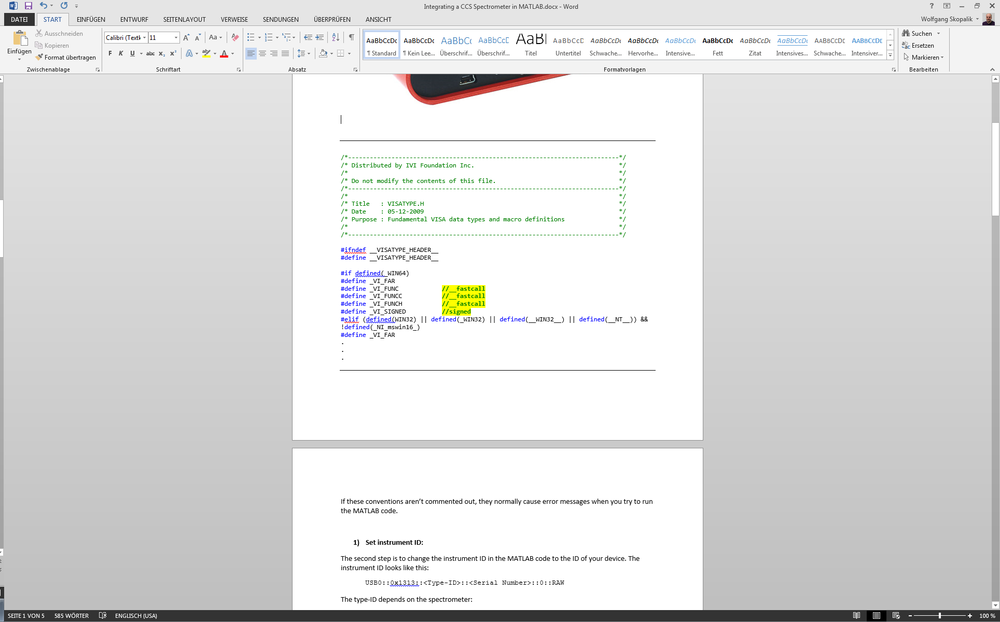 Integrating a CCS Spectrometer in MATLAB.docx - Word
DATEI START EINFÜGEN ENTWURF SEITENLAYOUT VERWEISE SENDUNGEN ÜBERPRÜFEN ANSICHT
Wolfgang Skopalik
Einfügen
Ausschneiden
Kopieren
Format übertragen
Zwischenablage
Calibri (Textk 11
F K U abc x₂ x²
Schriftart
Absatz
AaBbCcDc AaBbCcDc AaBbC( AaBbCcE AaBl AaBbCcD AaBbCcDc AaBbCcDc AaBbCcDc AaBbCcDc AaBbCcDc AaBbCcDc AABBCCDE AABBCCDE
¶ Standard ¶ Kein Lee... Überschrif... Überschrif... Titel Untertitel Schwache... Hervorhe... Intensive... Fett Zitat Intensives... Schwache... Intensiver...
Formatvorlagen
Suchen
Ersetzen
Markieren
Bearbeiten
/*---------------------------------------------------------------------------*/
/* Distributed by IVI Foundation Inc.                                        */
/*                                                                           */
/* Do not modify the contents of this file.                                  */
/*---------------------------------------------------------------------------*/
/*                                                                           */
/* Title   : VISATYPE.H                                                      */
/* Date    : 05-12-2009                                                      */
/* Purpose : Fundamental VISA data types and macro definitions               */
/*                                                                           */
/*---------------------------------------------------------------------------*/
#ifndef __VISATYPE_HEADER__
#define __VISATYPE_HEADER__
#if defined(_WIN64)
#define _VI_FAR
#define _VI_FUNC            //__fastcall
#define _VI_FUNCC           //__fastcall
#define _VI_FUNCH           //__fastcall
#define _VI_SIGNED          //signed
#elif (defined(WIN32) || defined(_WIN32) || defined(__WIN32__) || defined(__NT__)) &&
!defined(_NI_mswin16_)
#define _VI_FAR
.
.
.
If these conventions aren’t commented out, they normally cause error messages when you try to run
the MATLAB code.
1) Set instrument ID:
The second step is to change the instrument ID in the MATLAB code to the ID of your device. The
instrument ID looks like this:
USB0::0x1313::<Type-ID>::<Serial Number>::0::RAW
The type-ID depends on the spectrometer:
SEITE 1 VON 5 585 WÖRTER ENGLISCH (USA) 100 %